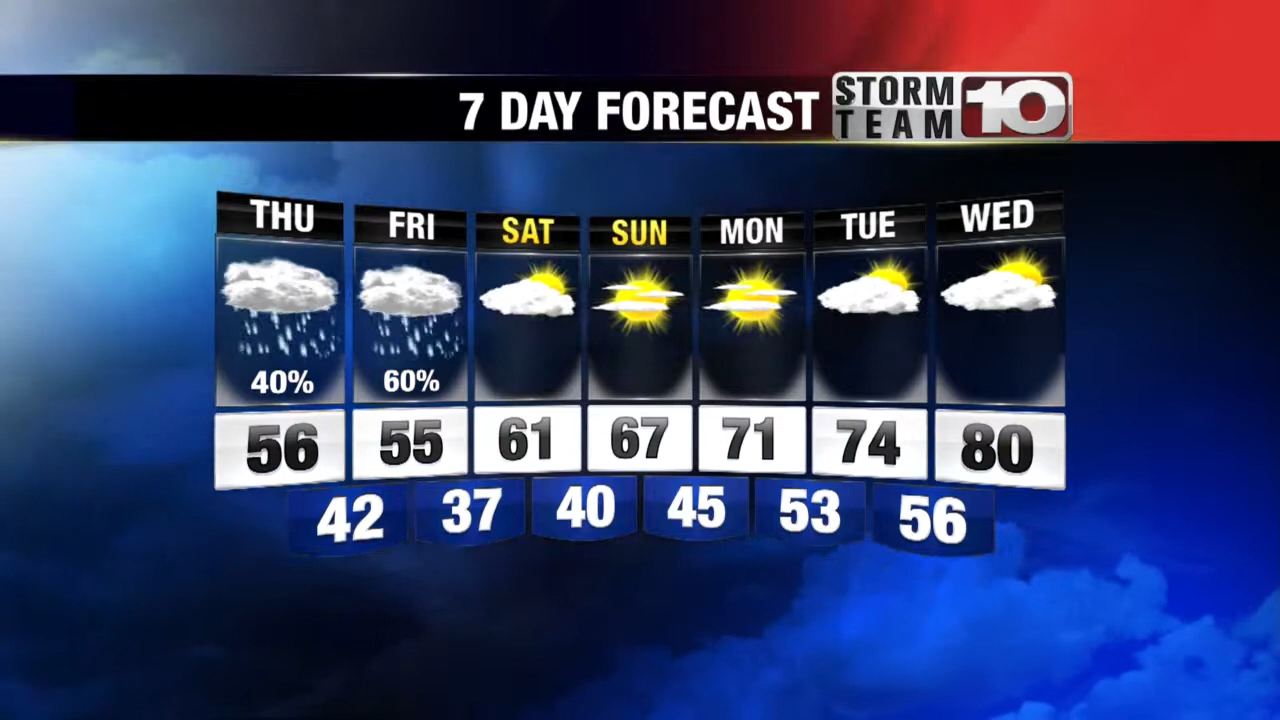 7 DAY FORECAST
STORM TEAM 10
THU FRI SAT SUN MON TUE WED
40% 60%
56 55 61 67 71 74 80
42 37 40 45 53 56